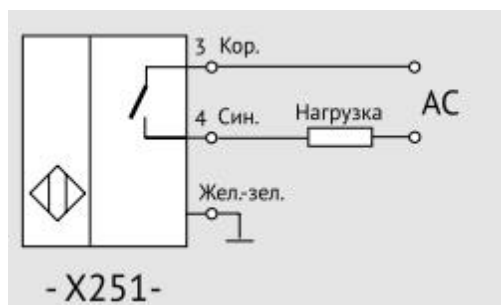 3 Кор.
AC
4 Син.
Нагрузка
Жел.-зел.
- X251-